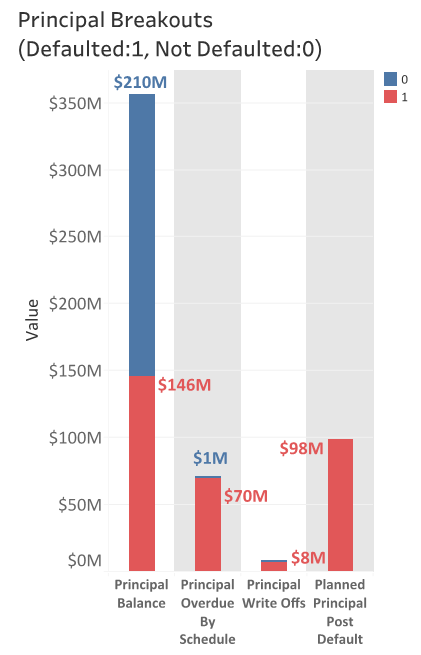 Principal Breakouts
(Defaulted:1, Not Defaulted:0)
0
1
$350M
$300M
$250M
$200M
$150M
$100M
$50M
$0M
Value
$210M
$146M
$1M
$70M
$8M
$98M
Principal
Balance
Principal
Overdue
By
Schedule
Principal
Write Offs
Planned
Principal
Post
Default